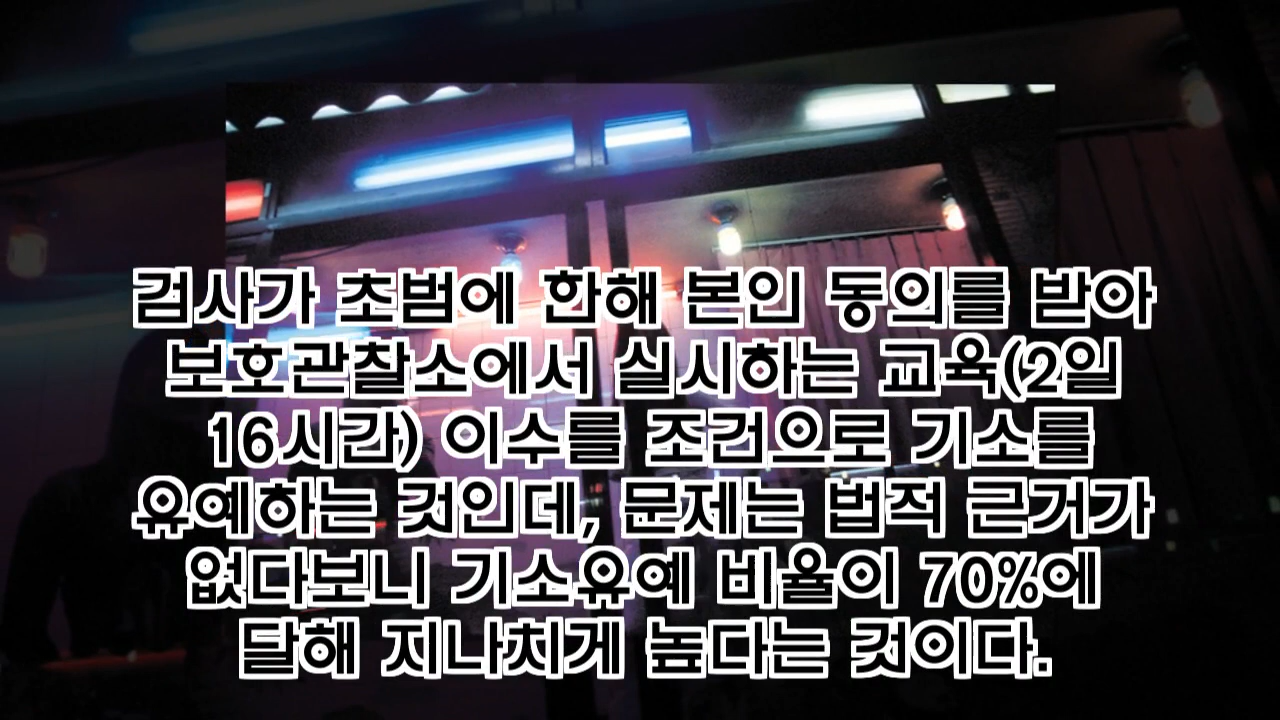 검사가 초범에 한해 본인 동의를 받아
보호관찰소에서 실시하는 교육(2일
16시간) 이수를 조건으로 기소를
유예하는 것인데, 문제는 법적 근거가
없다보니 기소유예 비율이 70%에
달해 지나치게 높다는 것이다.